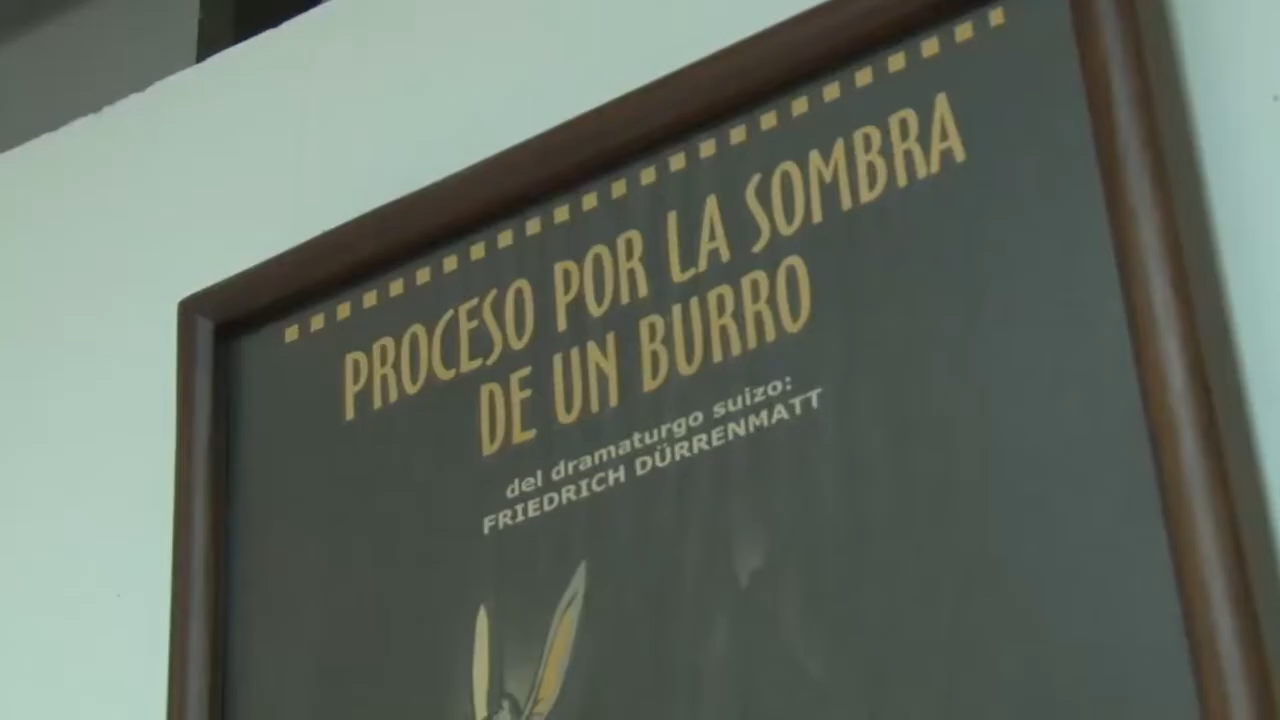 PROCESO POR LA SOMBRA
DE UN BURRO
del dramaturgo suizo:
FRIEDRICH DÜRRENMATT